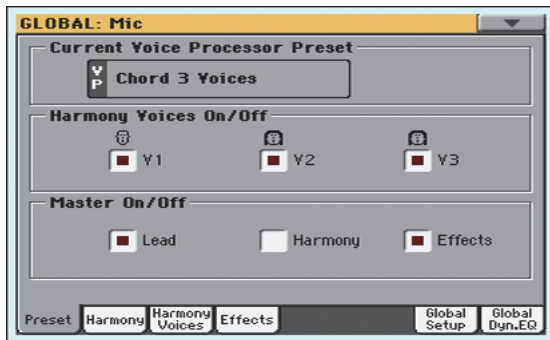 GLOBAL: Mic
Current Voice Processor Preset
VP Chord 3 Voices
Harmony Voices On/Off
V1 V2 V3
Master On/Off
Lead Harmony Effects
Preset Harmony Harmony Voices Effects Global Setup Global Dyn.EQ